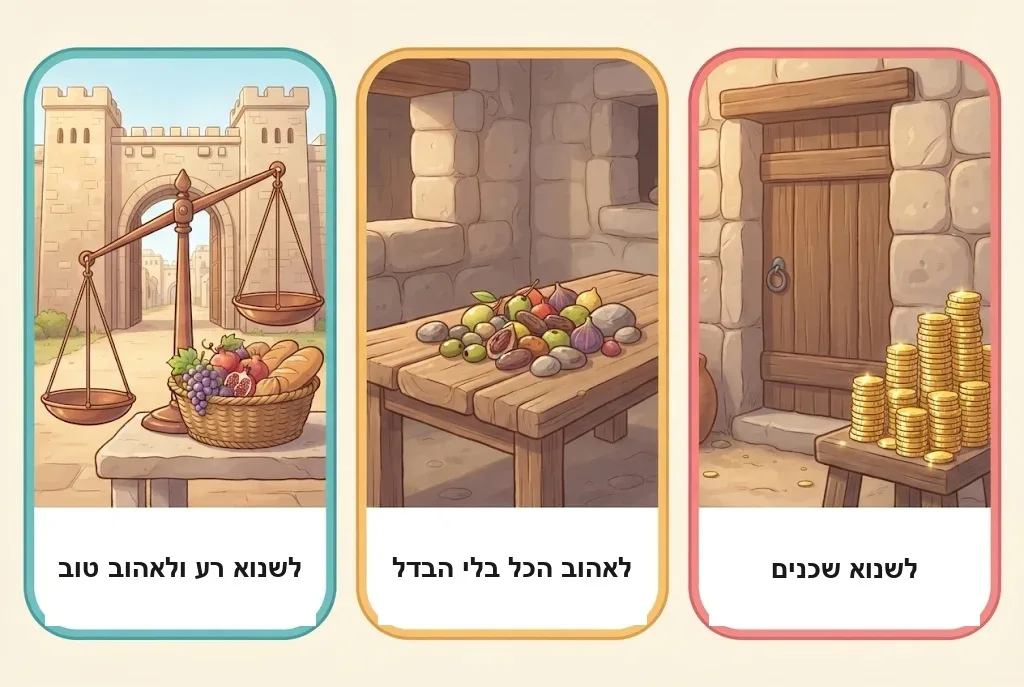 לשנוא רע ולאהוב טוב
לאהוב הכל בלי הבדל
לשנוא שכנים